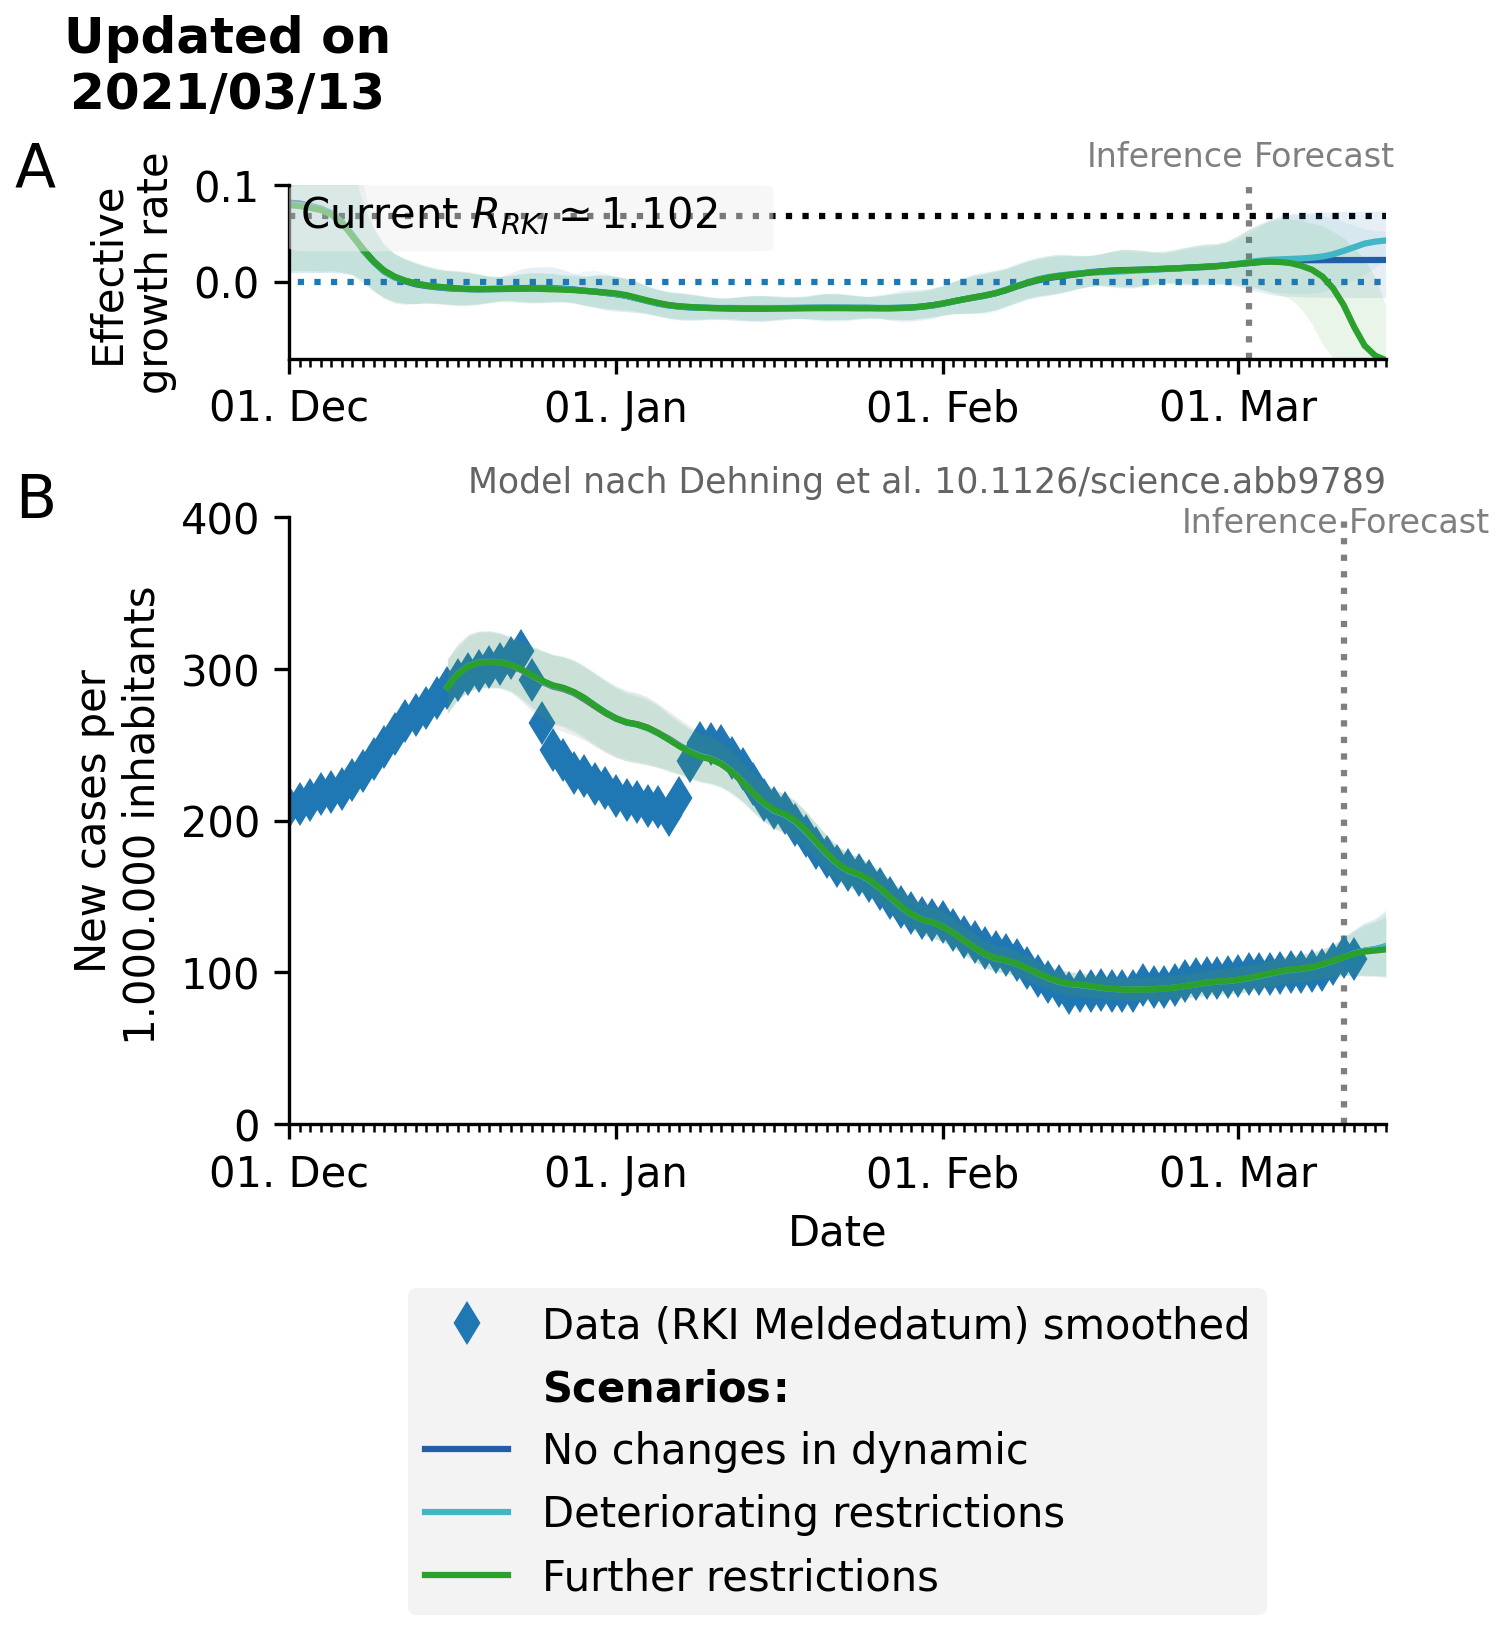 Updated on
2021/03/13
A
Inference Forecast
Effective
growth rate
0.1
0.0
Current R_RKI ≃ 1.102
01. Dec
01. Jan
01. Feb
01. Mar
B
Model nach Dehning et al. 10.1126/science.abb9789
Inference Forecast
New cases per
1.000.000 inhabitants
400
300
200
100
0
01. Dec
01. Jan
01. Feb
01. Mar
Date
Data (RKI Meldedatum) smoothed
Scenarios:
No changes in dynamic
Deteriorating restrictions
Further restrictions